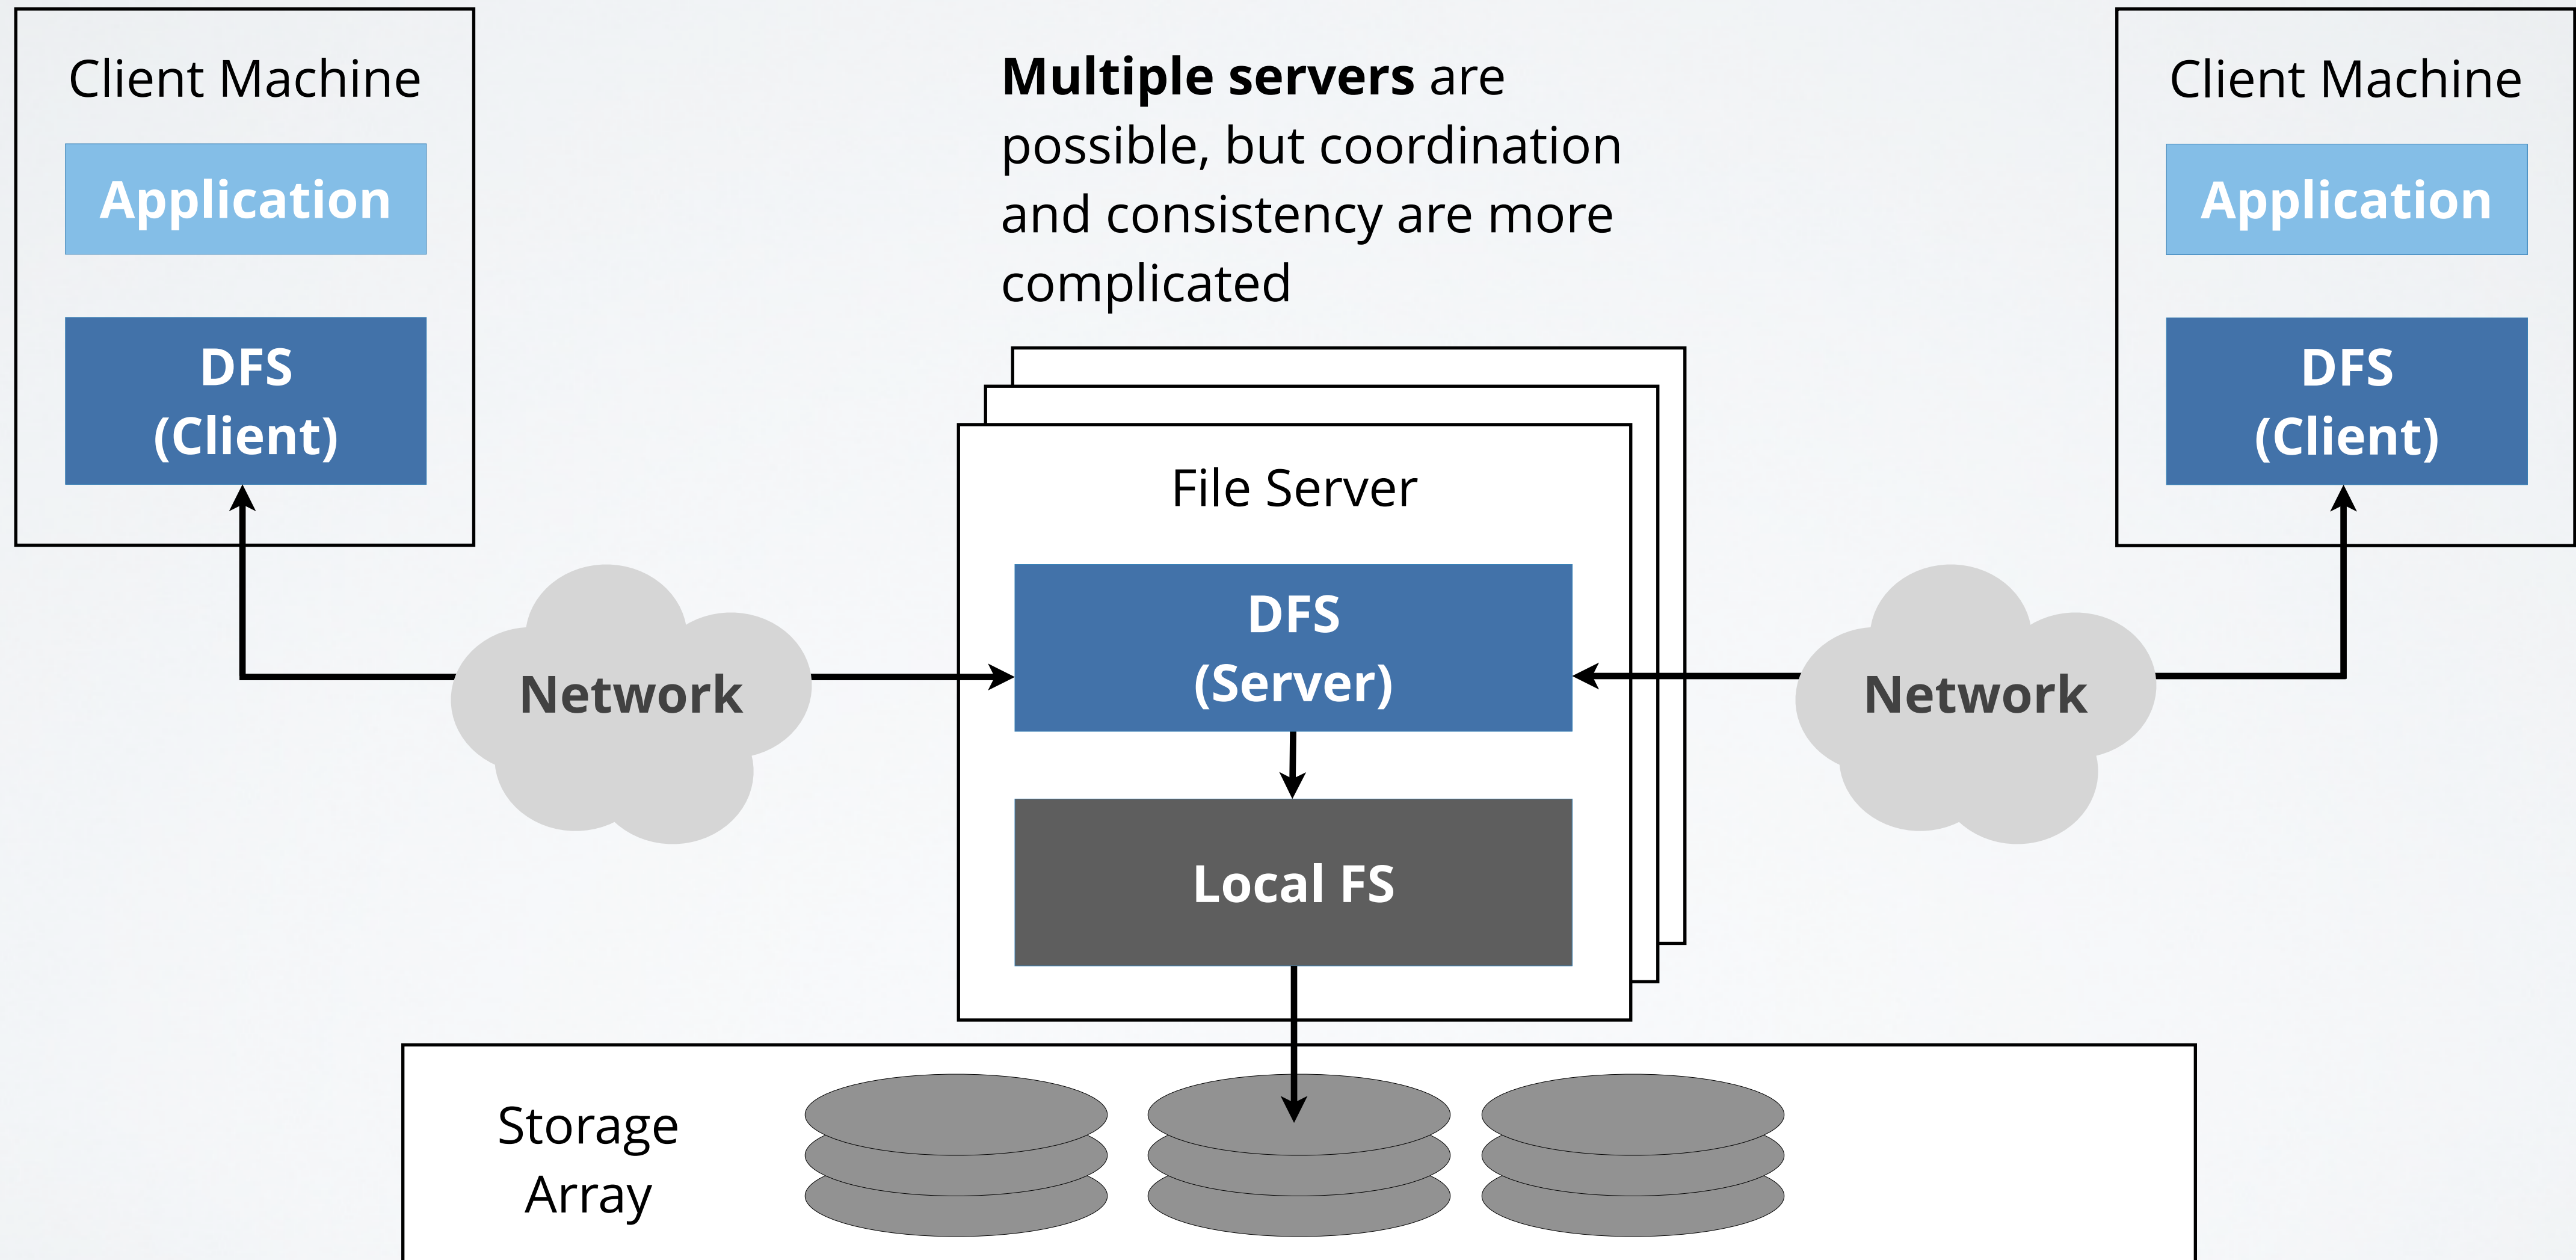 Client Machine
Application
DFS
(Client)
Multiple servers are
possible, but coordination
and consistency are more
complicated
Client Machine
Application
DFS
(Client)
File Server
DFS
(Server)
Local FS
Network
Network
Storage
Array